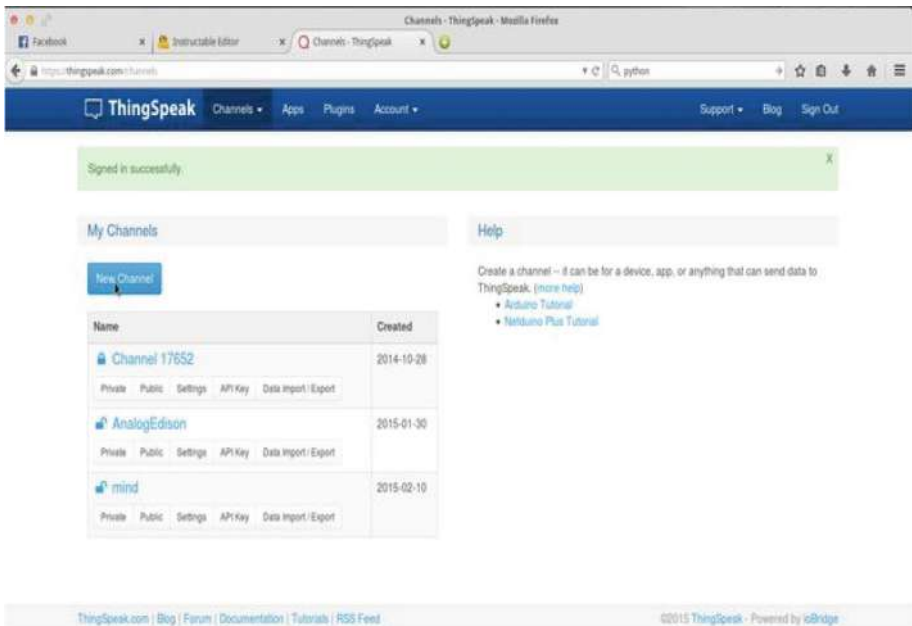 Channels - ThingSpeak - Mozilla Firefox
Facebook x Instructable Editor x Channels - ThingSpeak x
https://thingspeak.com/channels python
ThingSpeak Channels Apps Plugins Account Support Blog Sign Out
Signed in successfully. X
My Channels
New Channel
Name Created
Channel 17652 2014-10-28
Private Public Settings API Key Data Import / Export
AnalogEdison 2015-01-30
Private Public Settings API Key Data Import / Export
mind 2015-02-10
Private Public Settings API Key Data Import / Export
Help
Create a channel -- it can be for a device, app, or anything that can send data to
ThingSpeak. (more help)
Arduino Tutorial
Netduino Plus Tutorial
ThingSpeak.com | Blog | Forum | Documentation | Tutorials | RSS Feed
©2015 ThingSpeak - Powered by ioBridge